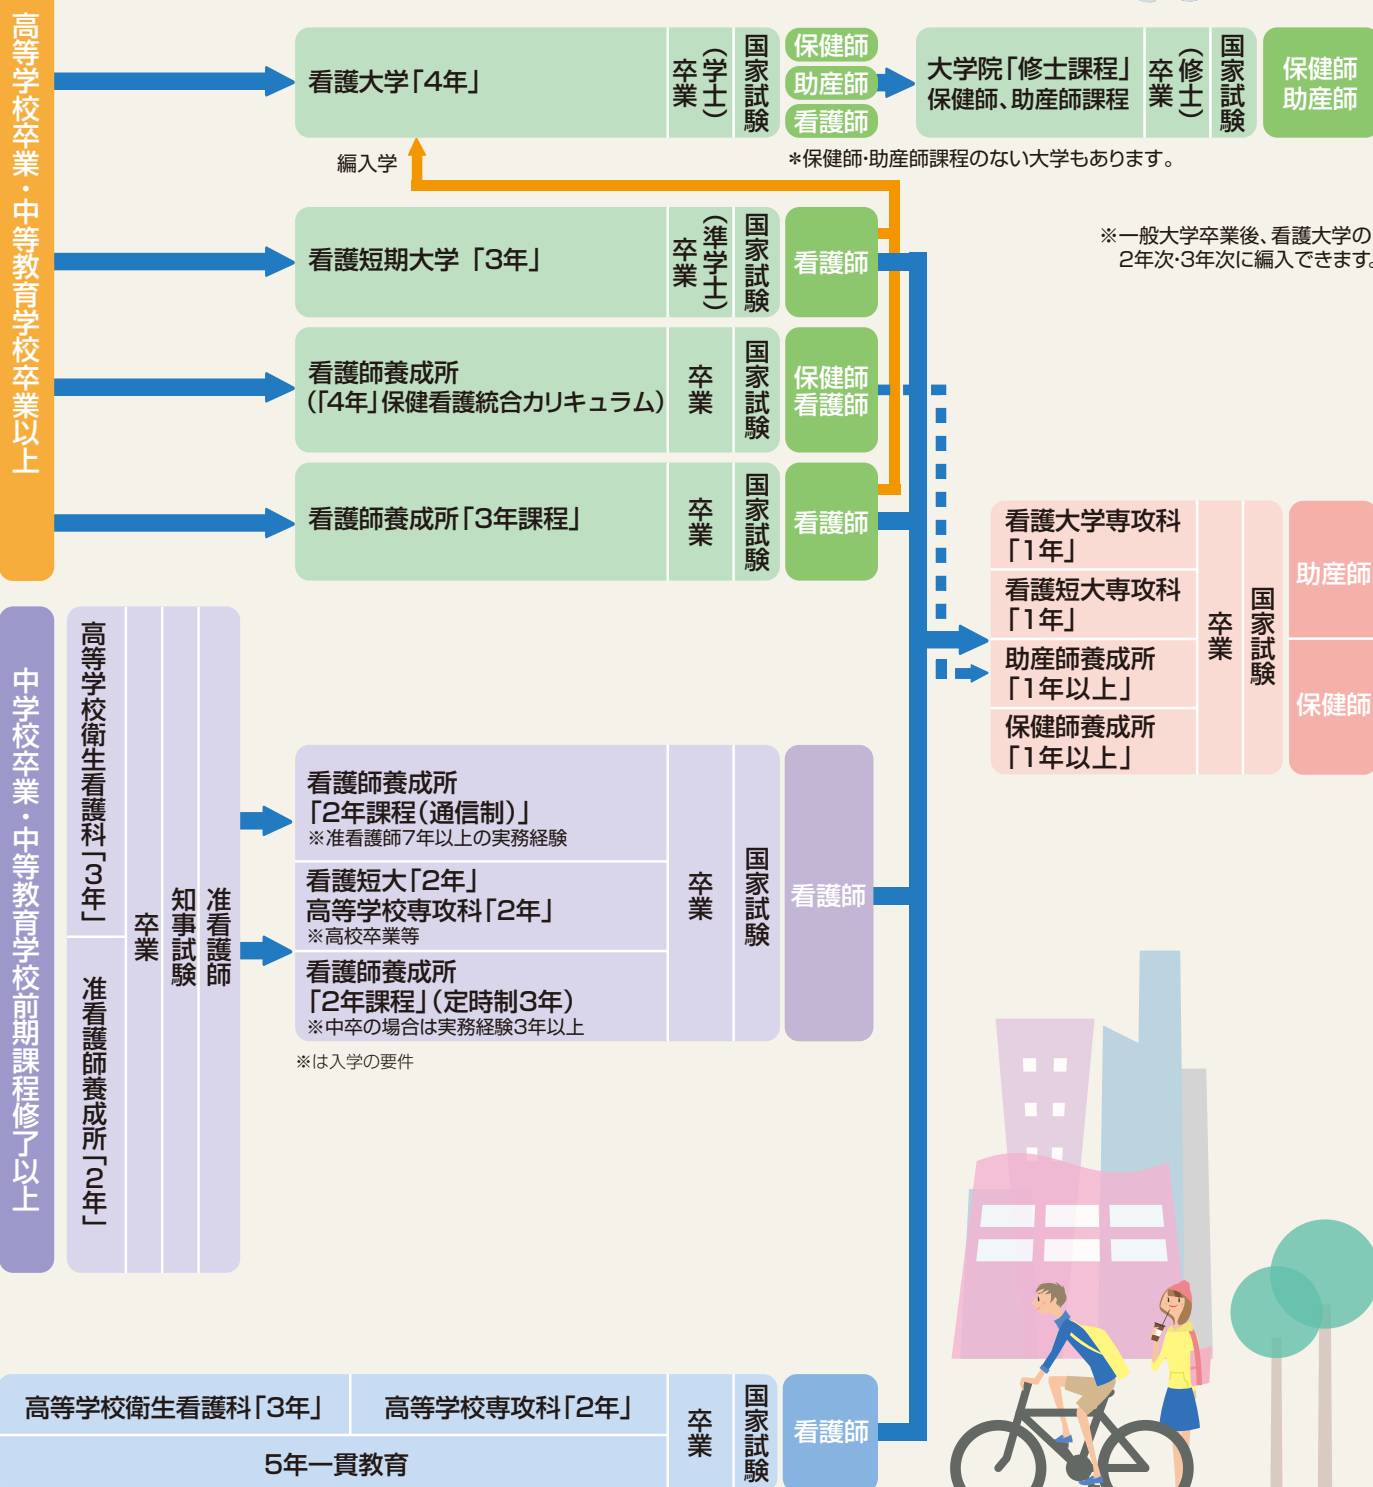 高等学校卒業・中等教育学校卒業以上
看護大学「4年」
卒業
（学士）
国家試験
保健師
助産師
看護師
大学院「修士課程」
保健師、助産師課程
卒業
（修士）
国家試験
保健師
助産師
編入学
*保健師・助産師課程のない大学もあります。
看護短期大学「3年」
卒業
（準学士）
国家試験
看護師
※一般大学卒業後、看護大学の
2年次・3年次に編入できます。
看護師養成所
（「4年」保健看護統合カリキュラム）
卒業
国家試験
保健師
看護師
看護師養成所「3年課程」
卒業
国家試験
看護師
看護大学専攻科
「1年」
看護短大専攻科
「1年」
助産師養成所
「1年以上」
保健師養成所
「1年以上」
卒業
国家試験
助産師
保健師
中学校卒業・中等教育学校前期課程修了以上
高等学校衛生看護科「3年」
准看護師養成所「2年」
卒業
知事試験
准看護師
看護師養成所
「2年課程（通信制）」
※准看護師7年以上の実務経験
看護短大「2年」
高等学校専攻科「2年」
※高校卒業等
看護師養成所
「2年課程」（定時制3年）
※中卒の場合は実務経験3年以上
卒業
国家試験
看護師
※は入学の要件
高等学校衛生看護科「3年」
高等学校専攻科「2年」
5年一貫教育
卒業
国家試験
看護師